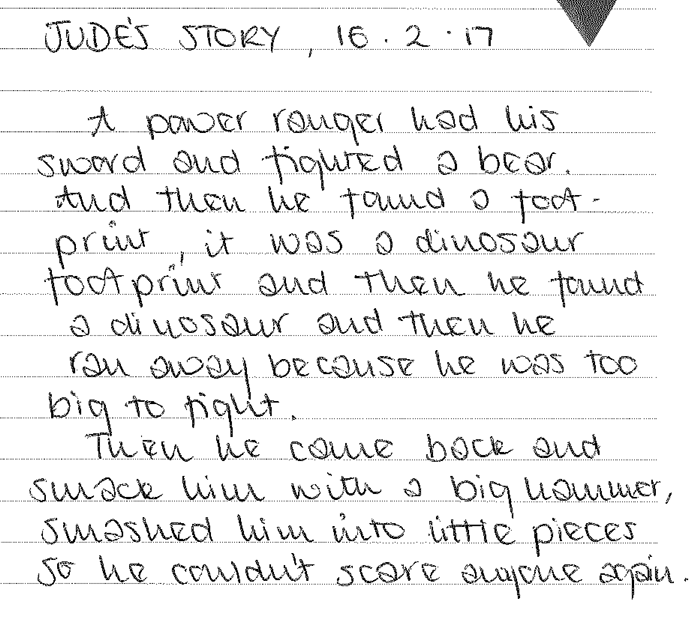 JUDE'S STORY, 16.2.17
A power ranger had his
sword and fighted a bear.
And then he found a foot-
print, it was a dinosaur
footprint and then he found
a dinosaur and then he
ran away because he was too
big to fight.
Then he came back and
smack him with a big hammer,
smashed him into little pieces
so he couldn't scare anyone again.